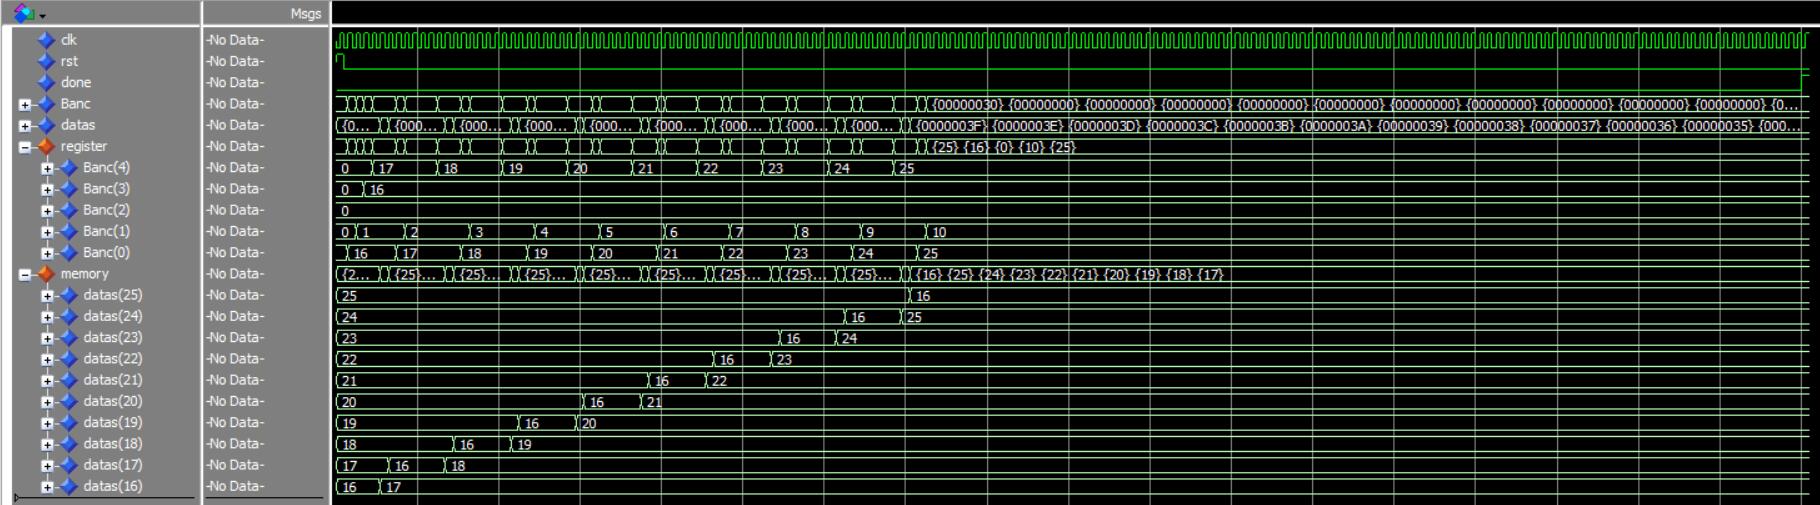 Msgs
clk -No Data-
rst -No Data-
done -No Data-
Banc -No Data- {00000030} {00000000} {00000000} {00000000} {00000000} {00000000} {00000000} {00000000} {00000000} {00000000} {00000000} {0...
datas -No Data- {0... {000... {000... {000... {000... {000... {000... {000... {000... {0000003F} {0000003E} {0000003D} {0000003C} {0000003B} {0000003A} {00000039} {00000038} {00000037} {00000036} {00000035} {000...
register -No Data- {25} {16} {0} {10} {25}
Banc(4) -No Data- 0 17 18 19 20 21 22 23 24 25
Banc(3) -No Data- 0 16
Banc(2) -No Data- 0
Banc(1) -No Data- 0 1 2 3 4 5 6 7 8 9 10
Banc(0) -No Data- 16 17 18 19 20 21 22 23 24 25
memory -No Data- {2... {25}... {25}... {25}... {25}... {25}... {25}... {25}... {25}... {16} {25} {24} {23} {22} {21} {20} {19} {18} {17}
datas(25) -No Data- 25 16
datas(24) -No Data- 24 16 25
datas(23) -No Data- 23 16 24
datas(22) -No Data- 22 16 23
datas(21) -No Data- 21 16 22
datas(20) -No Data- 20 16 21
datas(19) -No Data- 19 16 20
datas(18) -No Data- 18 16 19
datas(17) -No Data- 17 16 18
datas(16) -No Data- 16 17